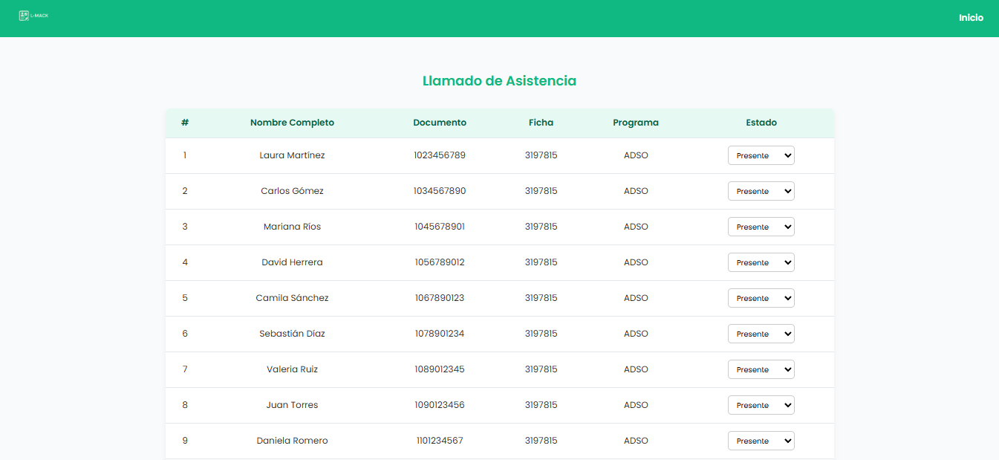 L-MACK
Inicio
Llamado de Asistencia
# Nombre Completo Documento Ficha Programa Estado
1 Laura Martínez 1023456789 3197815 ADSO Presente
2 Carlos Gómez 1034567890 3197815 ADSO Presente
3 Mariana Ríos 1045678901 3197815 ADSO Presente
4 David Herrera 1056789012 3197815 ADSO Presente
5 Camila Sánchez 1067890123 3197815 ADSO Presente
6 Sebastián Díaz 1078901234 3197815 ADSO Presente
7 Valeria Ruiz 1089012345 3197815 ADSO Presente
8 Juan Torres 1090123456 3197815 ADSO Presente
9 Daniela Romero 1101234567 3197815 ADSO Presente